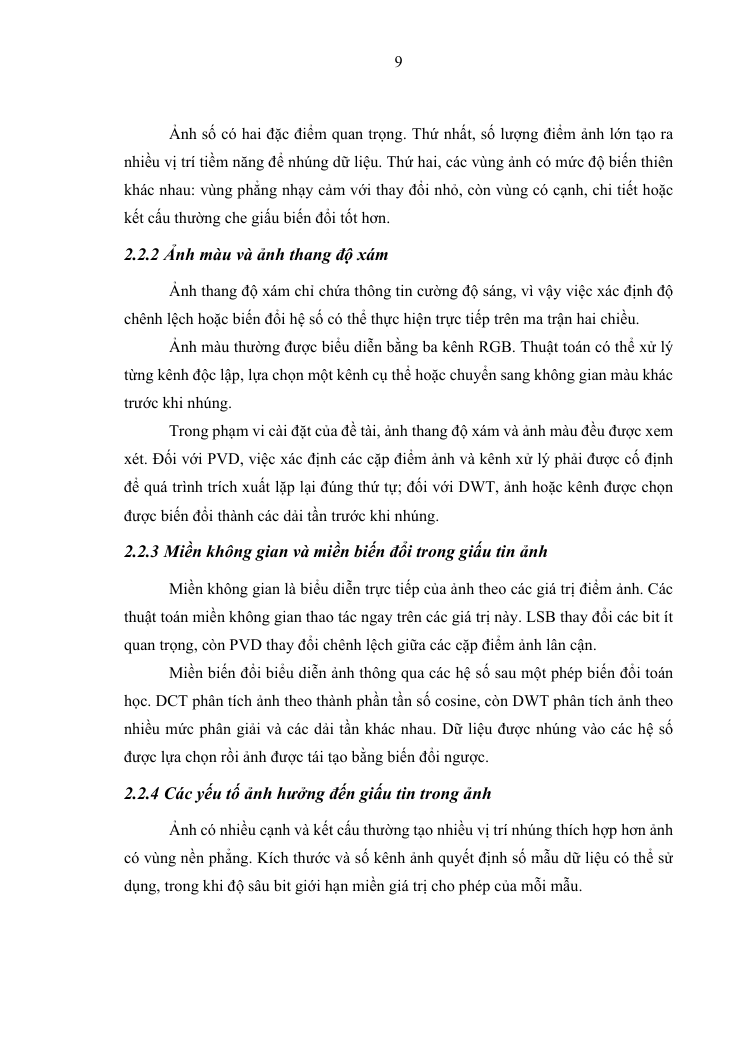 9
Ảnh số có hai đặc điểm quan trọng. Thứ nhất, số lượng điểm ảnh lớn tạo ra
nhiều vị trí tiềm năng để nhúng dữ liệu. Thứ hai, các vùng ảnh có mức độ biến thiên
khác nhau: vùng phẳng nhạy cảm với thay đổi nhỏ, còn vùng có cạnh, chi tiết hoặc
kết cấu thường che giấu biến đổi tốt hơn.
2.2.2 Ảnh màu và ảnh thang độ xám
Ảnh thang độ xám chỉ chứa thông tin cường độ sáng, vì vậy việc xác định độ
chênh lệch hoặc biến đổi hệ số có thể thực hiện trực tiếp trên ma trận hai chiều.
Ảnh màu thường được biểu diễn bằng ba kênh RGB. Thuật toán có thể xử lý
từng kênh độc lập, lựa chọn một kênh cụ thể hoặc chuyển sang không gian màu khác
trước khi nhúng.
Trong phạm vi cài đặt của đề tài, ảnh thang độ xám và ảnh màu đều được xem
xét. Đối với PVD, việc xác định các cặp điểm ảnh và kênh xử lý phải được cố định
để quá trình trích xuất lặp lại đúng thứ tự; đối với DWT, ảnh hoặc kênh được chọn
được biến đổi thành các dải tần trước khi nhúng.
2.2.3 Miền không gian và miền biến đổi trong giấu tin ảnh
Miền không gian là biểu diễn trực tiếp của ảnh theo các giá trị điểm ảnh. Các
thuật toán miền không gian thao tác ngay trên các giá trị này. LSB thay đổi các bit ít
quan trọng, còn PVD thay đổi chênh lệch giữa các cặp điểm ảnh lân cận.
Miền biến đổi biểu diễn ảnh thông qua các hệ số sau một phép biến đổi toán
học. DCT phân tích ảnh theo thành phần tần số cosine, còn DWT phân tích ảnh theo
nhiều mức phân giải và các dải tần khác nhau. Dữ liệu được nhúng vào các hệ số
được lựa chọn rồi ảnh được tái tạo bằng biến đổi ngược.
2.2.4 Các yếu tố ảnh hưởng đến giấu tin trong ảnh
Ảnh có nhiều cạnh và kết cấu thường tạo nhiều vị trí nhúng thích hợp hơn ảnh
có vùng nền phẳng. Kích thước và số kênh ảnh quyết định số mẫu dữ liệu có thể sử
dụng, trong khi độ sâu bit giới hạn miền giá trị cho phép của mỗi mẫu.